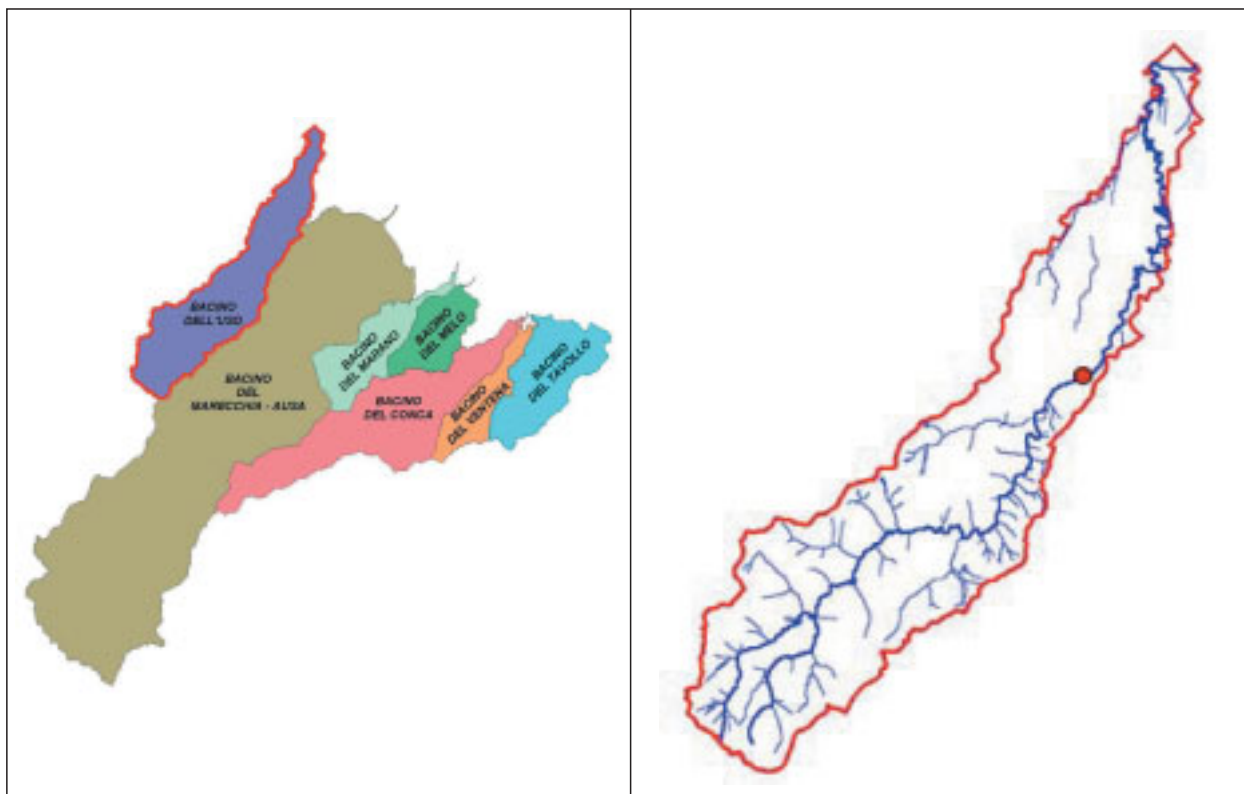 BACINO
DELL'USO
BACINO
DEL
MARECCHIA - AUSA
BACINO
DEL MARANO
BACINO
DEL MELO
BACINO
DEL CONCA
BACINO
DEL VENTENA
BACINO
DEL TAVOLLO